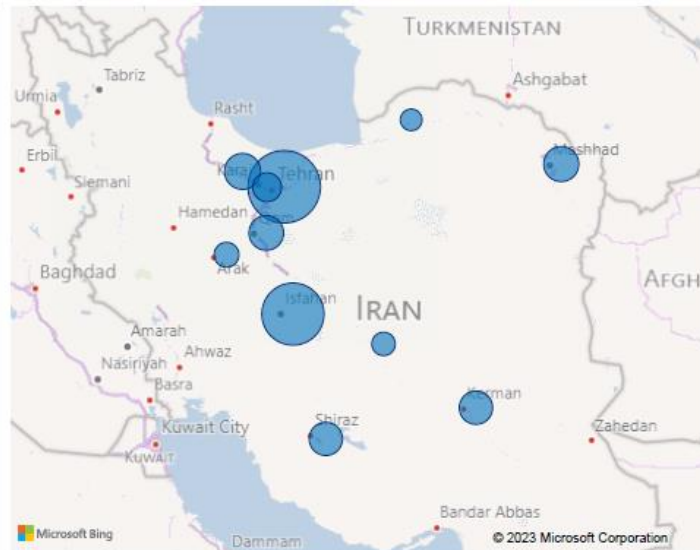 TURKMENISTAN
Tabriz
Ashgabat
Urmia
Rasht
Erbil
Mashhad
Slemani
Tehran
Hamedan
Arak
Baghdad
AFGH
Isfahan
IRAN
Amarah
Ahwaz
Nasiriyah
Basra
Kerman
Shiraz
Kuwait City
Zahedan
KUWAIT
Bandar Abbas
Microsoft Bing
© 2023 Microsoft Corporation
Dammam